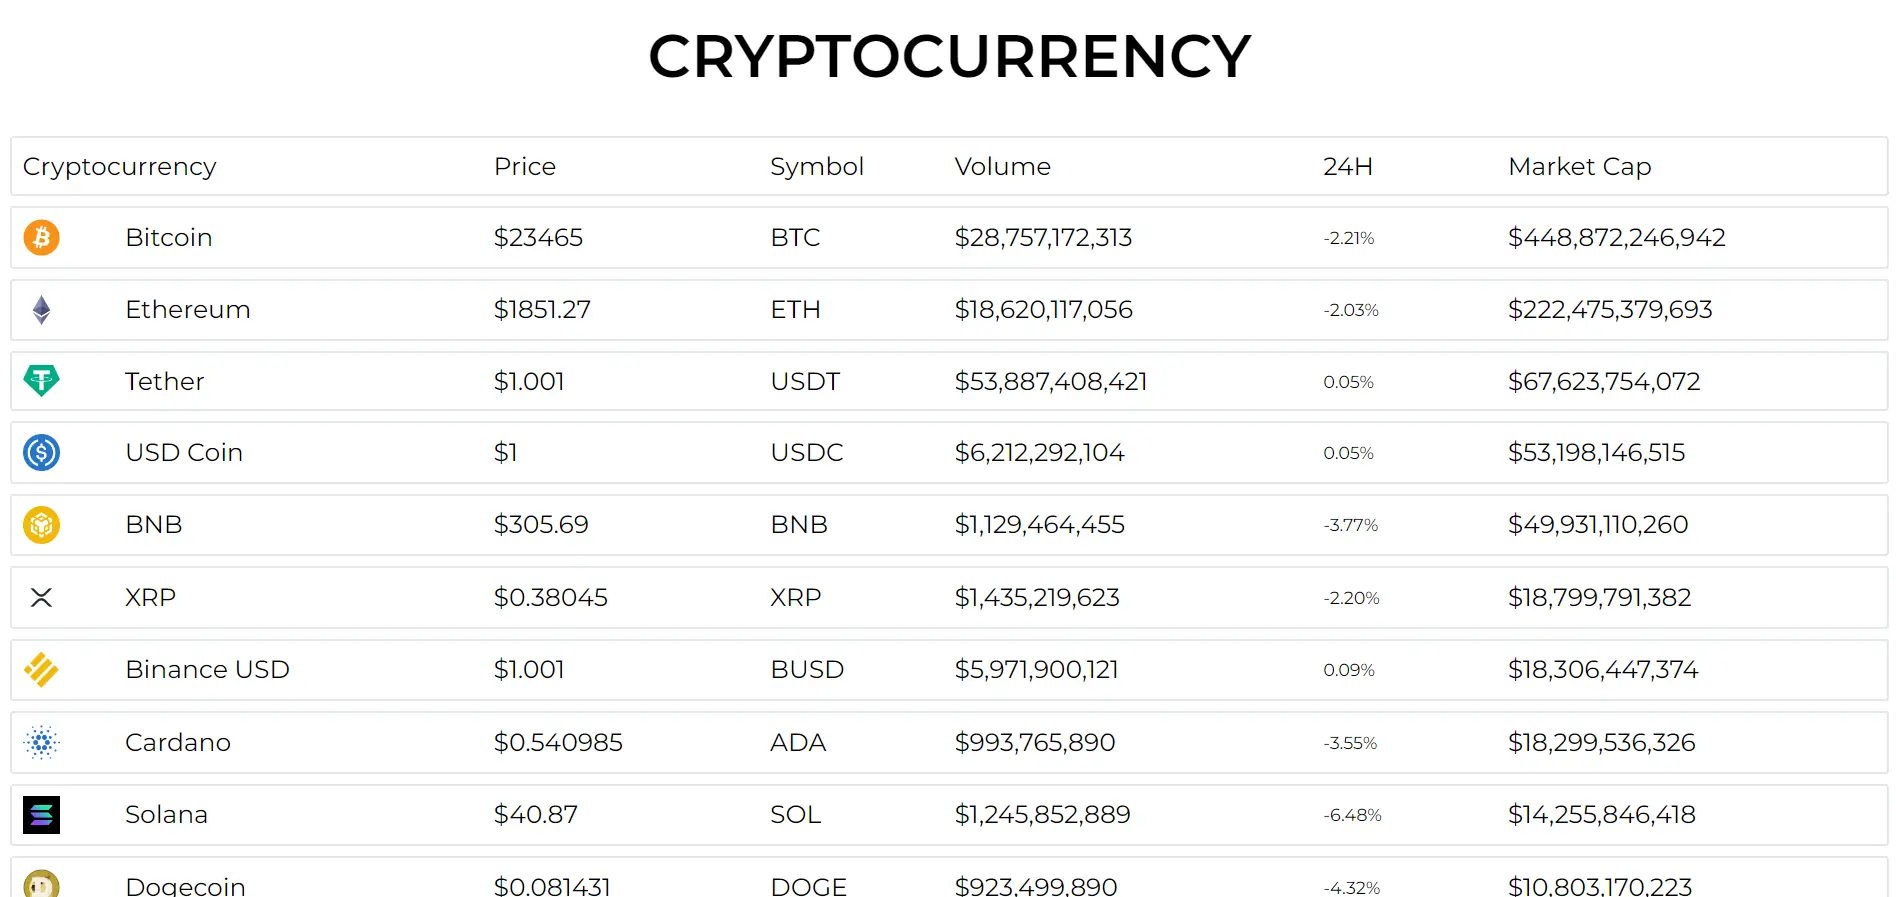 CRYPTOCURRENCY
Cryptocurrency Price Symbol Volume 24H Market Cap
Bitcoin $23465 BTC $28,757,172,313 -2.21% $448,872,246,942
Ethereum $1851.27 ETH $18,620,117,056 -2.03% $222,475,379,693
Tether $1.001 USDT $53,887,408,421 0.05% $67,623,754,072
USD Coin $1 USDC $6,212,292,104 0.05% $53,198,146,515
BNB $305.69 BNB $1,129,464,455 -3.77% $49,931,110,260
XRP $0.38045 XRP $1,435,219,623 -2.20% $18,799,791,382
Binance USD $1.001 BUSD $5,971,900,121 0.09% $18,306,447,374
Cardano $0.540985 ADA $993,765,890 -3.55% $18,299,536,326
Solana $40.87 SOL $1,245,852,889 -6.48% $14,255,846,418
Dogecoin $0.081431 DOGE $923,499,890 -4.32% $10,803,170,223